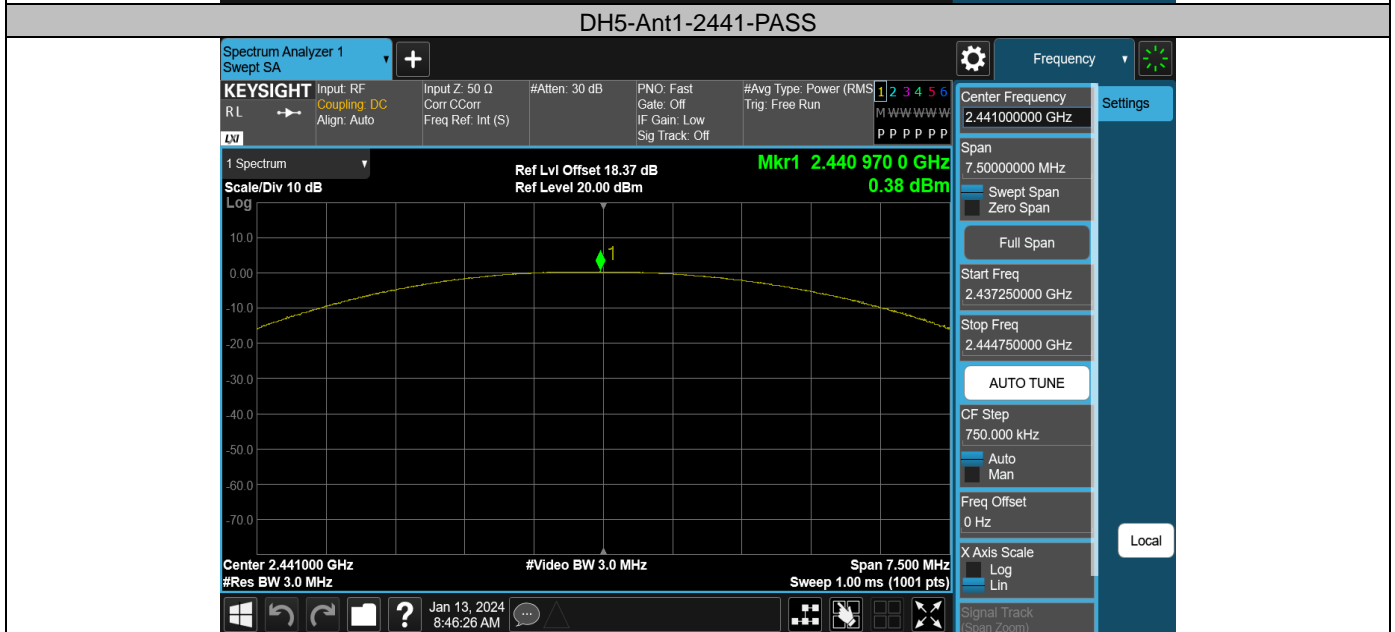 DH5-Ant1-2441-PASS
Spectrum Analyzer 1
Swept SA
Frequency
KEYSIGHT
RL
LXI
Input: RF
Coupling: DC
Align: Auto
Input Z: 50 Ω
Corr CCorr
Freq Ref: Int (S)
#Atten: 30 dB
PNO: Fast
Gate: Off
IF Gain: Low
Sig Track: Off
#Avg Type: Power (RMS
Trig: Free Run
1 2 3 4 5 6
M W W W W W
P P P P P P
1 Spectrum
Scale/Div 10 dB
Log
Ref Lvl Offset 18.37 dB
Ref Level 20.00 dBm
Mkr1 2.440 970 0 GHz
0.38 dBm
10.0
0.00
-10.0
-20.0
-30.0
-40.0
-50.0
-60.0
-70.0
1
Center 2.441000 GHz
#Res BW 3.0 MHz
#Video BW 3.0 MHz
Span 7.500 MHz
Sweep 1.00 ms (1001 pts)
Center Frequency
2.441000000 GHz
Span
7.50000000 MHz
Swept Span
Zero Span
Full Span
Start Freq
2.437250000 GHz
Stop Freq
2.444750000 GHz
AUTO TUNE
CF Step
750.000 kHz
Auto
Man
Freq Offset
0 Hz
X Axis Scale
Log
Lin
Signal Track
(Span Zoom)
Settings
Local
?
Jan 13, 2024
8:46:26 AM